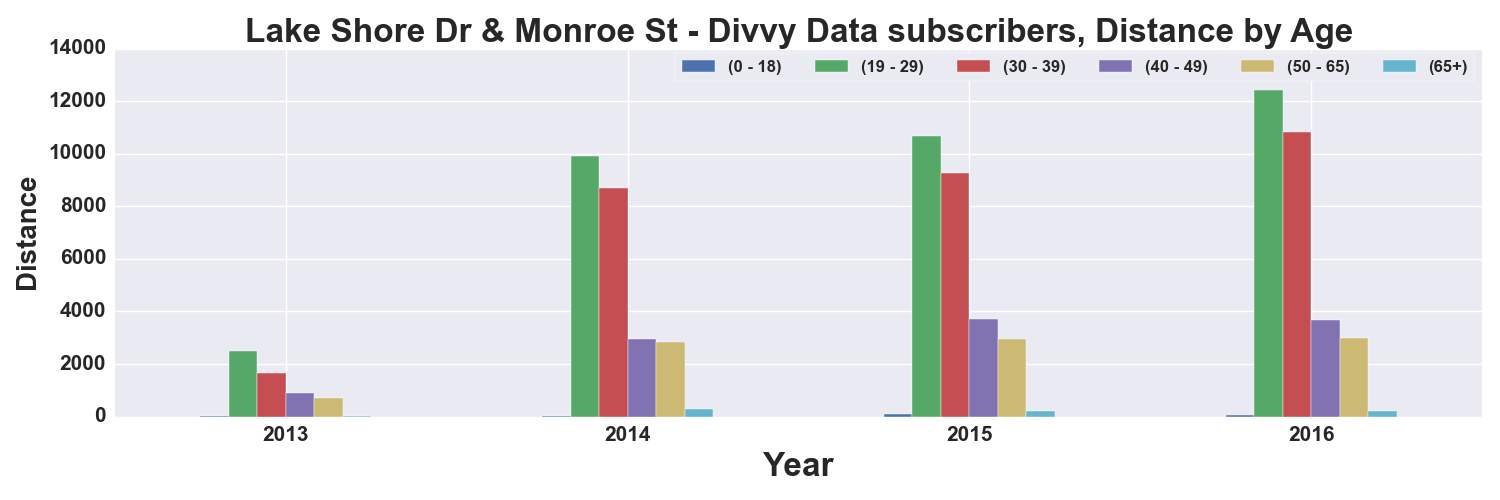 Lake Shore Dr & Monroe St - Divvy Data subscribers, Distance by Age
(0 - 18) (19 - 29) (30 - 39) (40 - 49) (50 - 65) (65+)
14000
12000
10000
8000
6000
4000
2000
0
Distance
2013 2014 2015 2016
Year